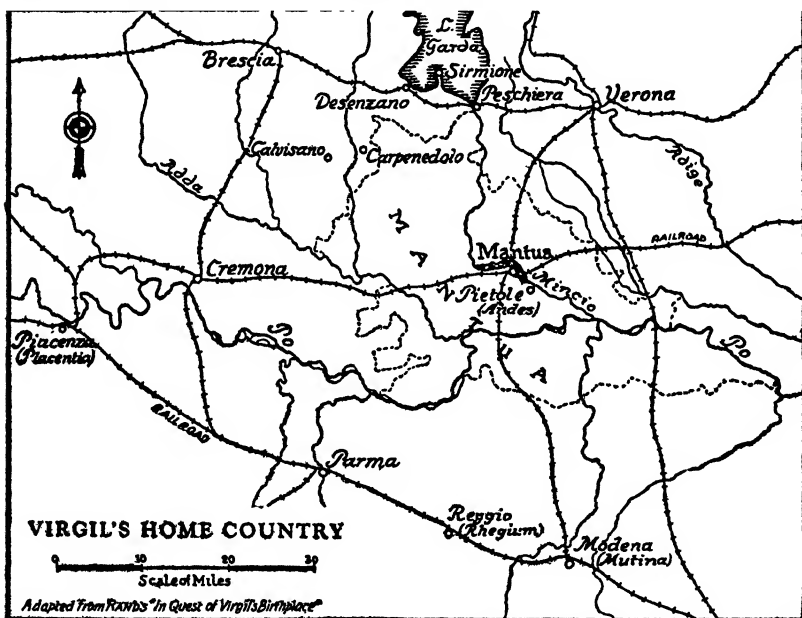 L.
Garda
Sirmione
Brescia
Desenzano
Peschiera
Verona
Calvisano
Carpenedolo
Adda
Adige
M A N T U A
Mantua
RAILROAD
Cremona
Mincio
Pietole
(Andes)
Po
Po
Piacenza
(Placentia)
RAILROAD
Parma
Reggio
(Rhegium)
Modena
(Mutina)
VIRGIL'S HOME COUNTRY
0 10 20 30
Scale of Miles
Adapted from RAND'S "In Quest of Virgil's Birthplace"